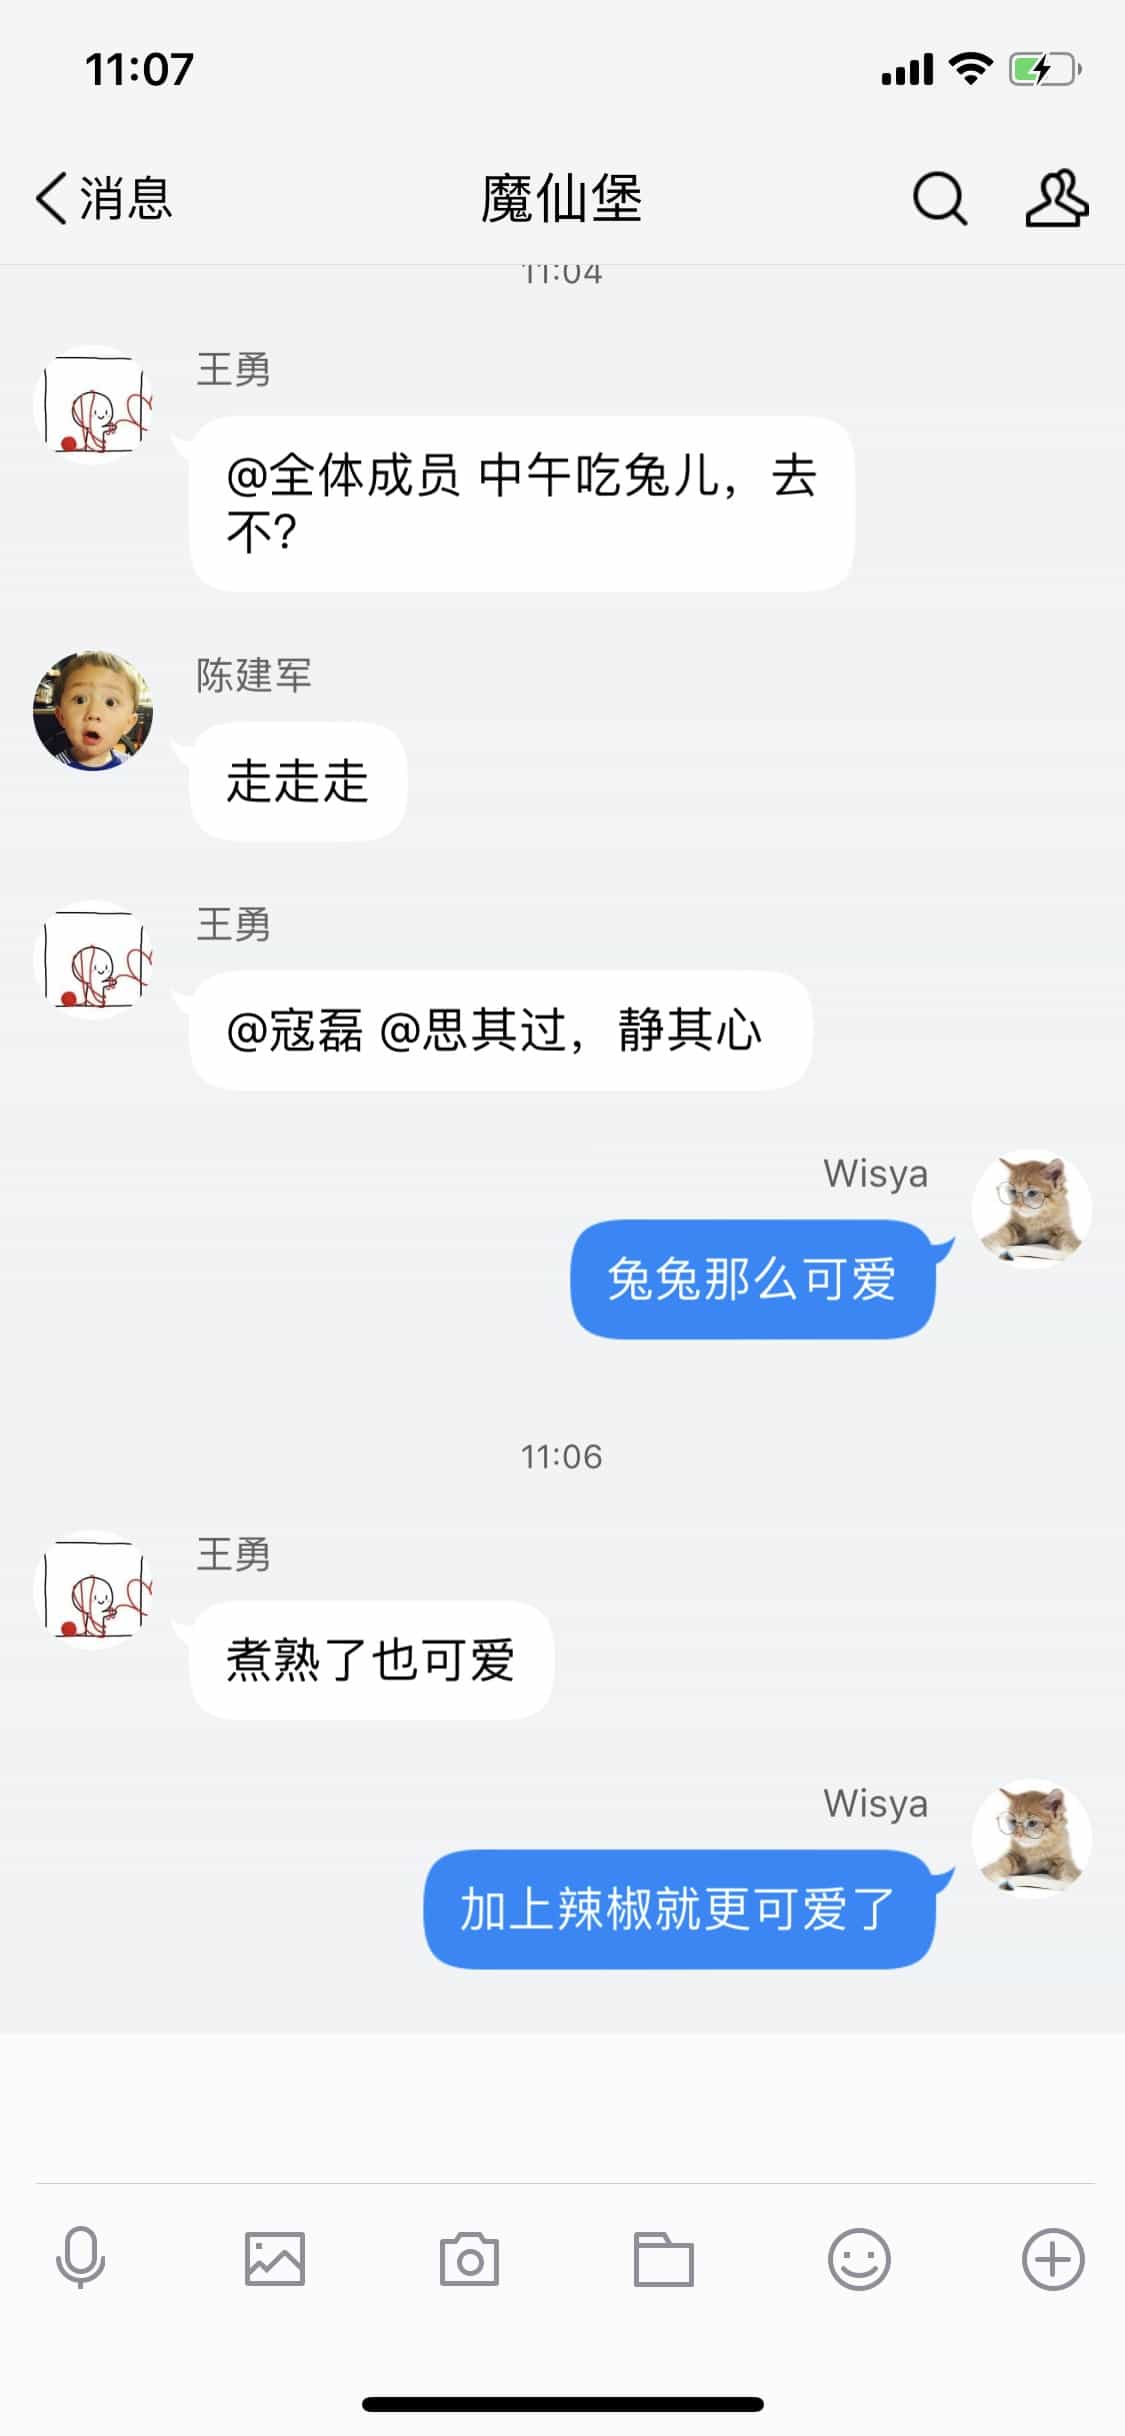 11:07
消息
魔仙堡
11:04
王勇
@全体成员 中午吃兔儿，去
不？
陈建军
走走走
王勇
@寇磊 @思其过，静其心
Wisya
兔兔那么可爱
11:06
王勇
煮熟了也可爱
Wisya
加上辣椒就更可爱了